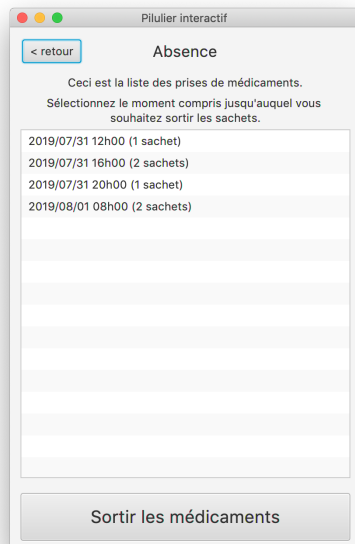 Pilulier interactif
< retour
Absence
Ceci est la liste des prises de médicaments.
Sélectionnez le moment compris jusqu'auquel vous
souhaitez sortir les sachets.
2019/07/31 12h00 (1 sachet)
2019/07/31 16h00 (2 sachets)
2019/07/31 20h00 (1 sachet)
2019/08/01 08h00 (2 sachets)
Sortir les médicaments